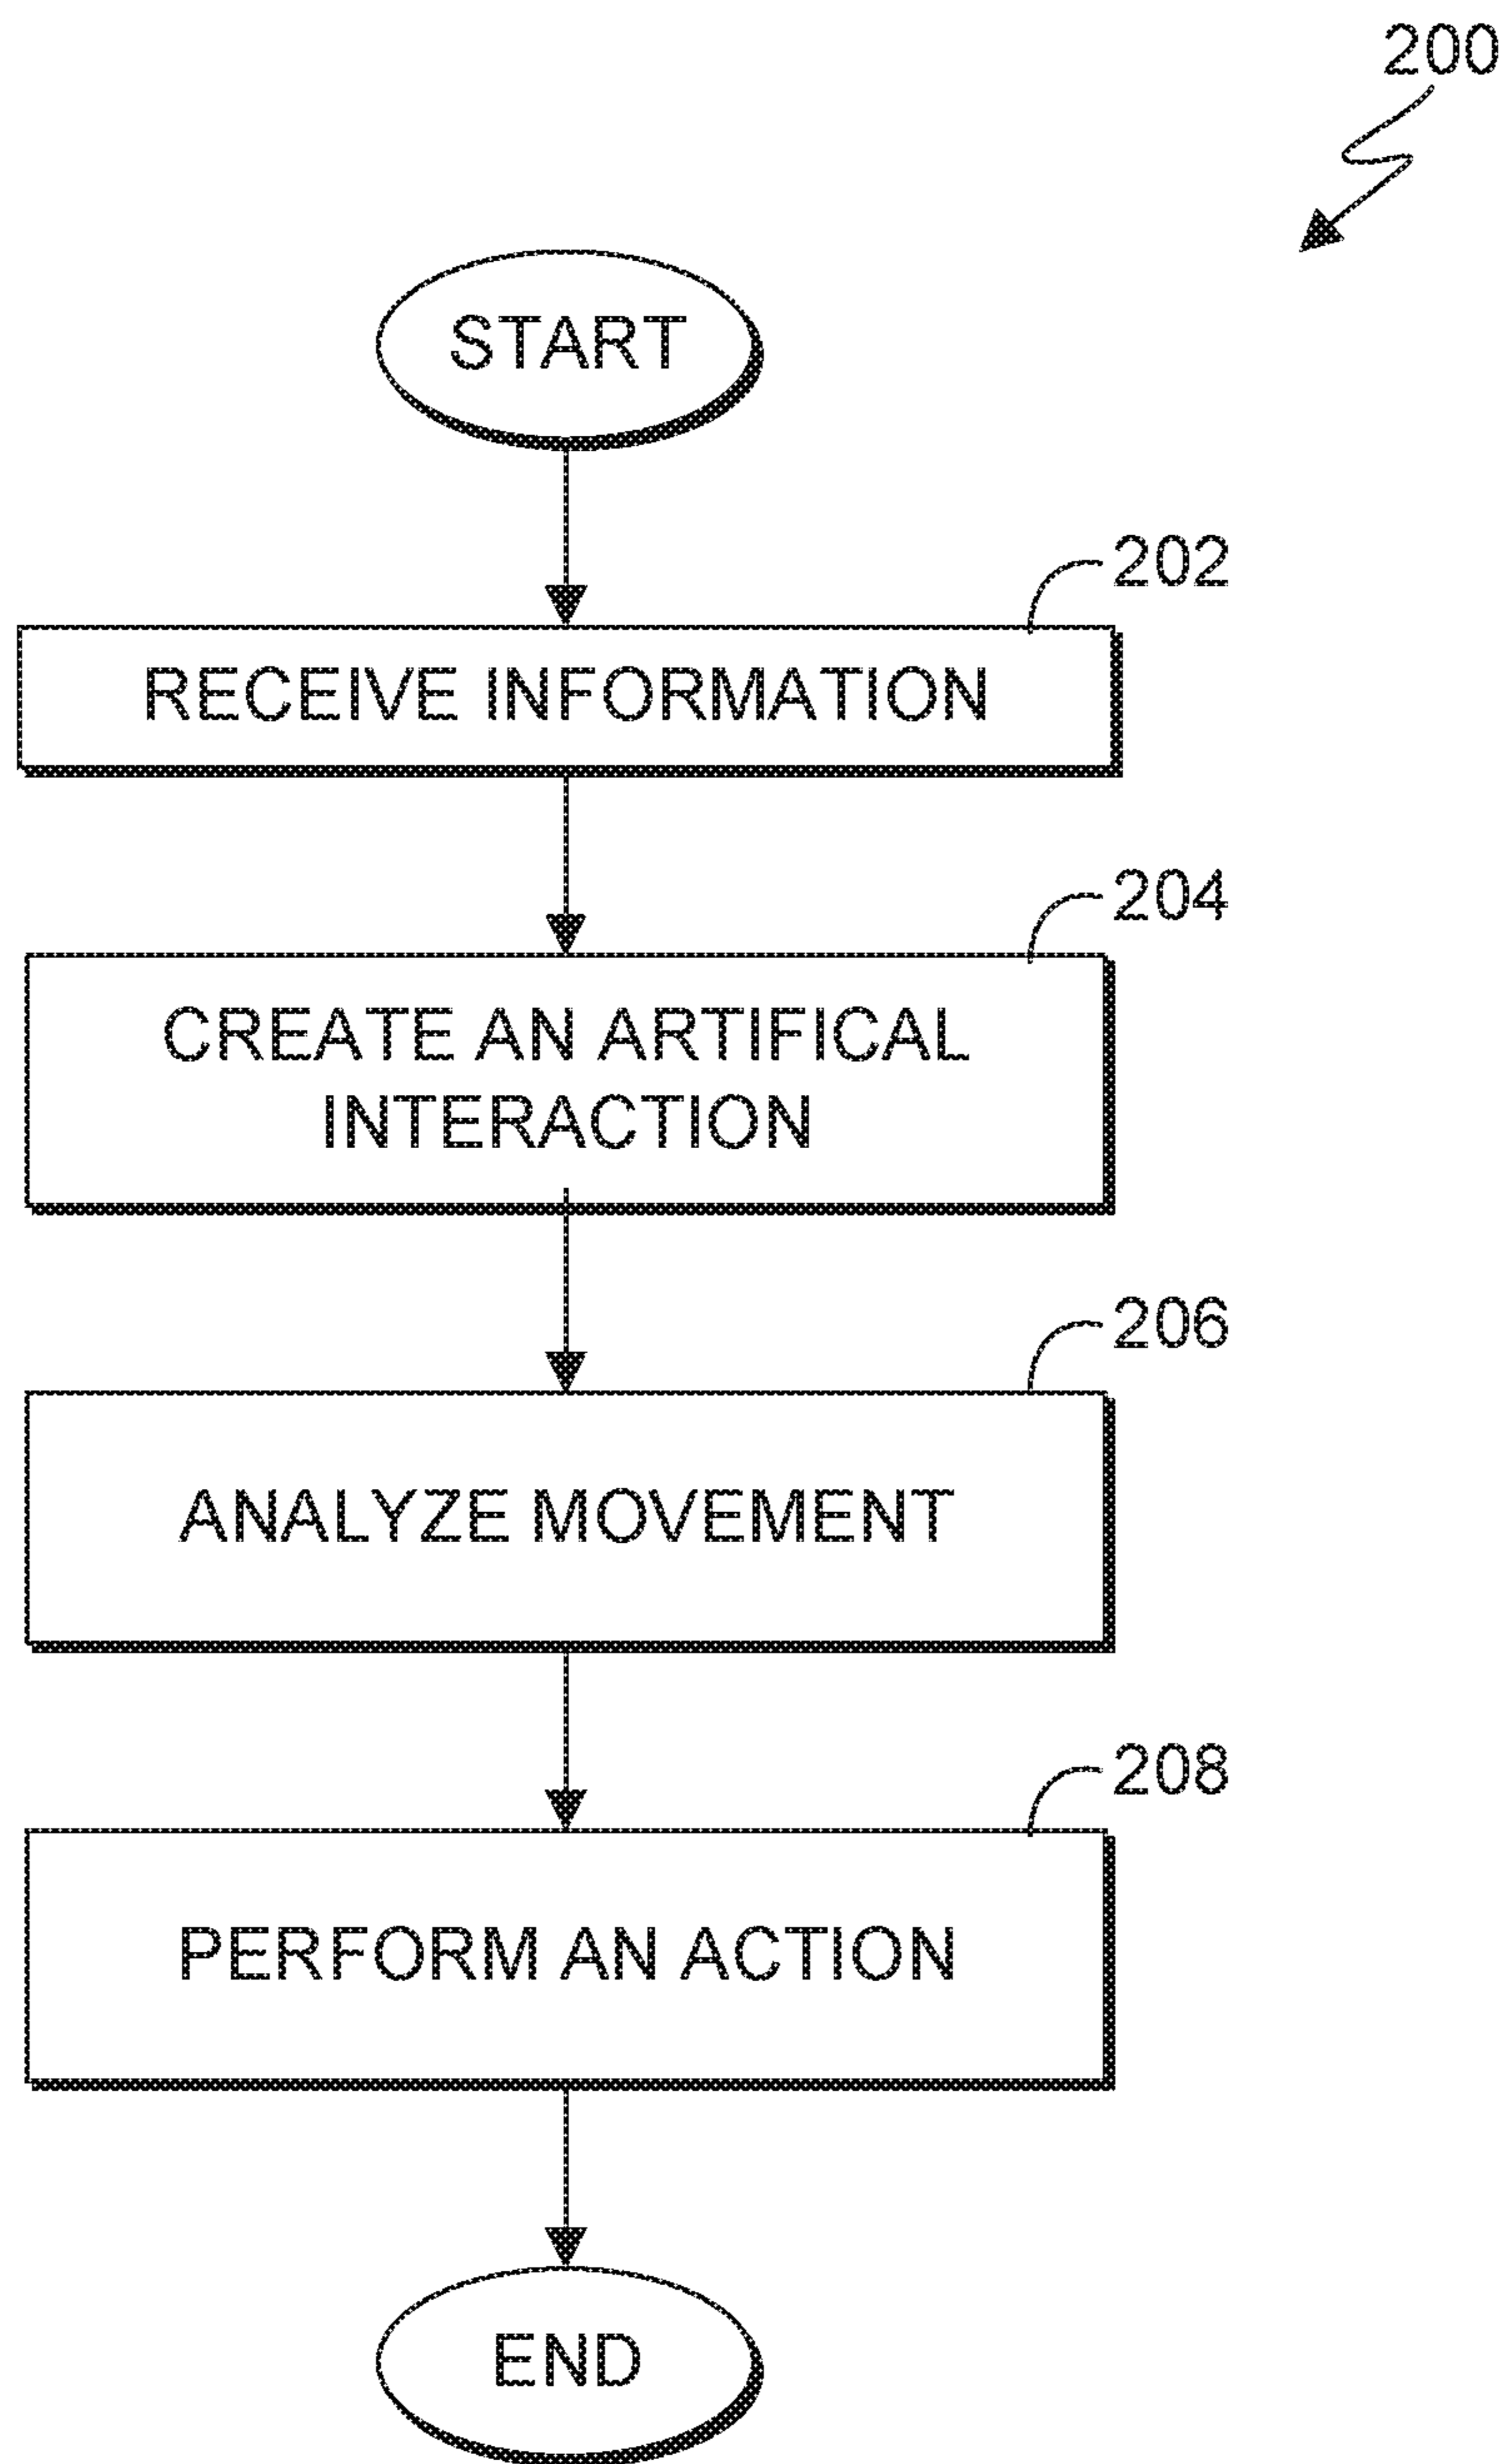 200
START
202
RECEIVE INFORMATION
204
CREATE AN ARTIFICAL
INTERACTION
206
ANALYZE MOVEMENT
208
PERFORM AN ACTION
END